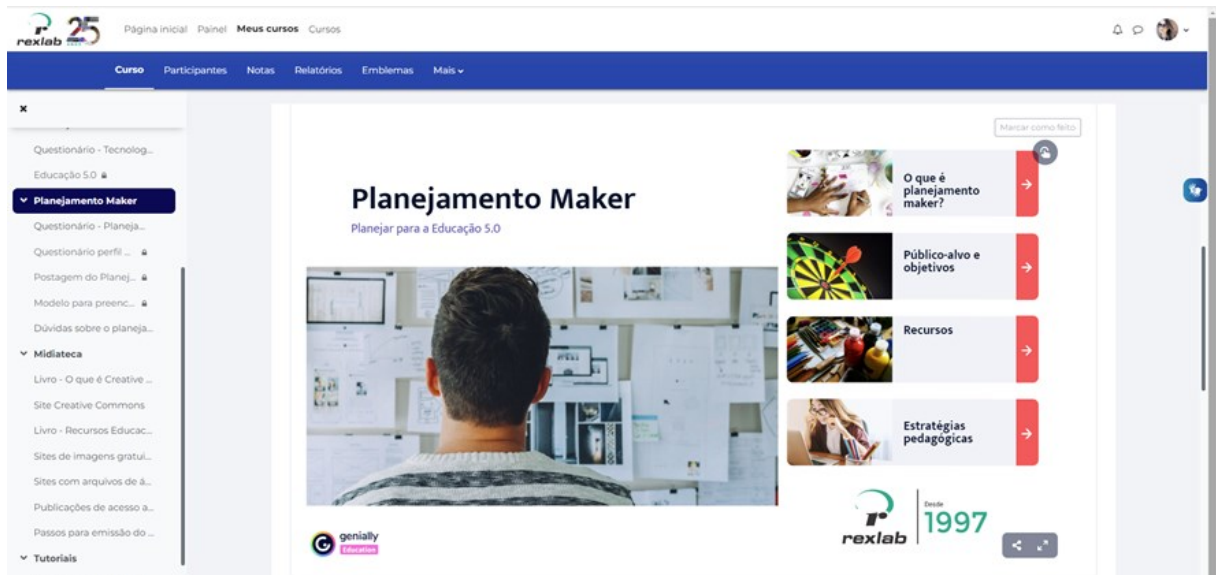 rexlab 25
Página inicial Painel Meus cursos Cursos
Curso Participantes Notas Relatórios Emblemas Mais
Questionário - Tecnolog...
Educação 5.0
Planejamento Maker
Questionário - Planeja...
Questionário perfil ...
Postagem do Planej...
Modelo para preenc...
Dúvidas sobre o planeja...
Midiateca
Livro - O que é Creative ...
Site Creative Commons
Livro - Recursos Educac...
Sites de imagens gratui...
Sites com arquivos de á...
Publicações de acesso a...
Passos para emissão do ...
Tutoriais
Marcar como feito
Planejamento Maker
Planejar para a Educação 5.0
O que é
planejamento
maker?
Público-alvo e
objetivos
Recursos
Estratégias
pedagógicas
genially
Education
rexlab
Desde
1997